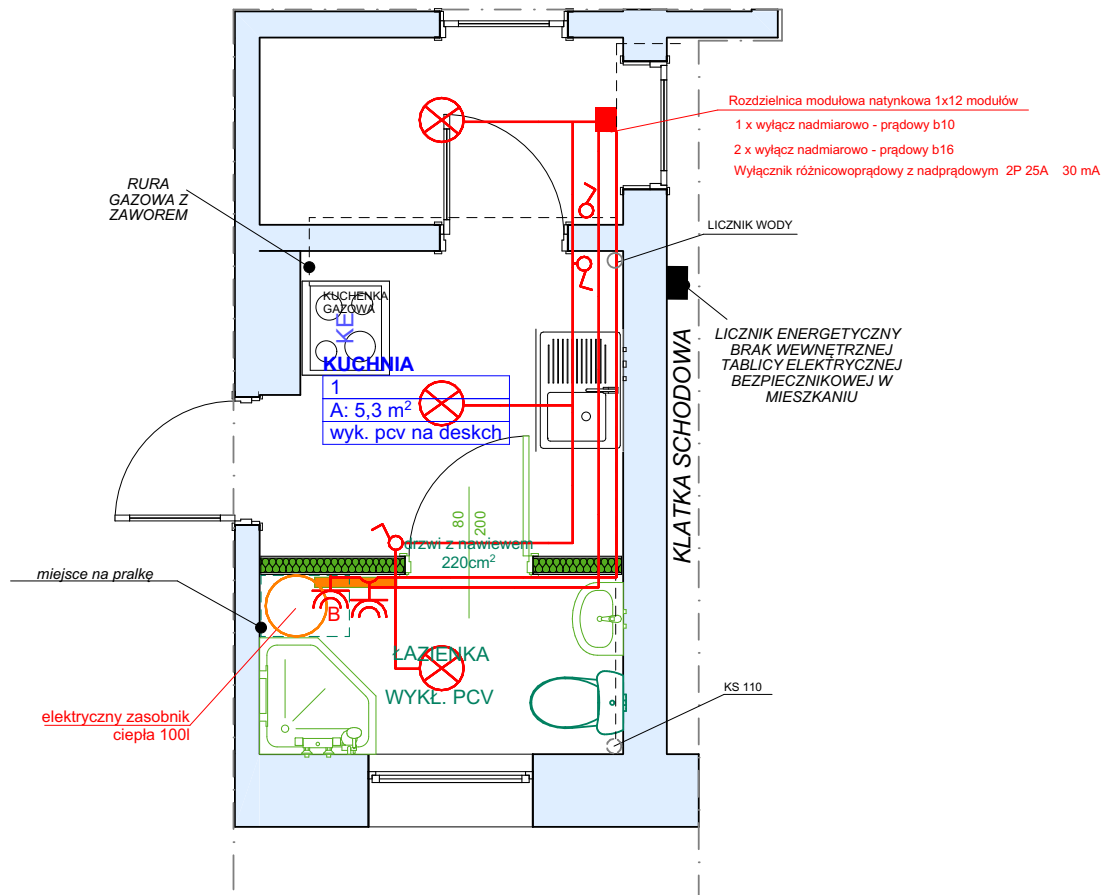 Rozdzielnica modułowa natynkowa 1x12 modułów
1 x wyłącz nadmiarowo - prądowy b10
2 x wyłącz nadmiarowo - prądowy b16
Wyłącznik różnicowoprądowy z nadprądowym 2P 25A 30 mA
RURA
GAZOWA Z
ZAWOREM
LICZNIK WODY
KUCHENKA
GAZOWA
KE
LICZNIK ENERGETYCZNY
BRAK WEWNĘTRZNEJ
TABLICY ELEKTRYCZNEJ
BEZPIECZNIKOWEJ W
MIESZKANIU
KLATKA SCHODOWA
KUCHNIA
1
A: 5,3 m²
wyk. pcv na deskch
80
200
drzwi z nawiewem
220cm²
miejsce na pralkę
B
ŁAZIENKA
WYKŁ. PCV
KS 110
elektryczny zasobnik
ciepła 100l